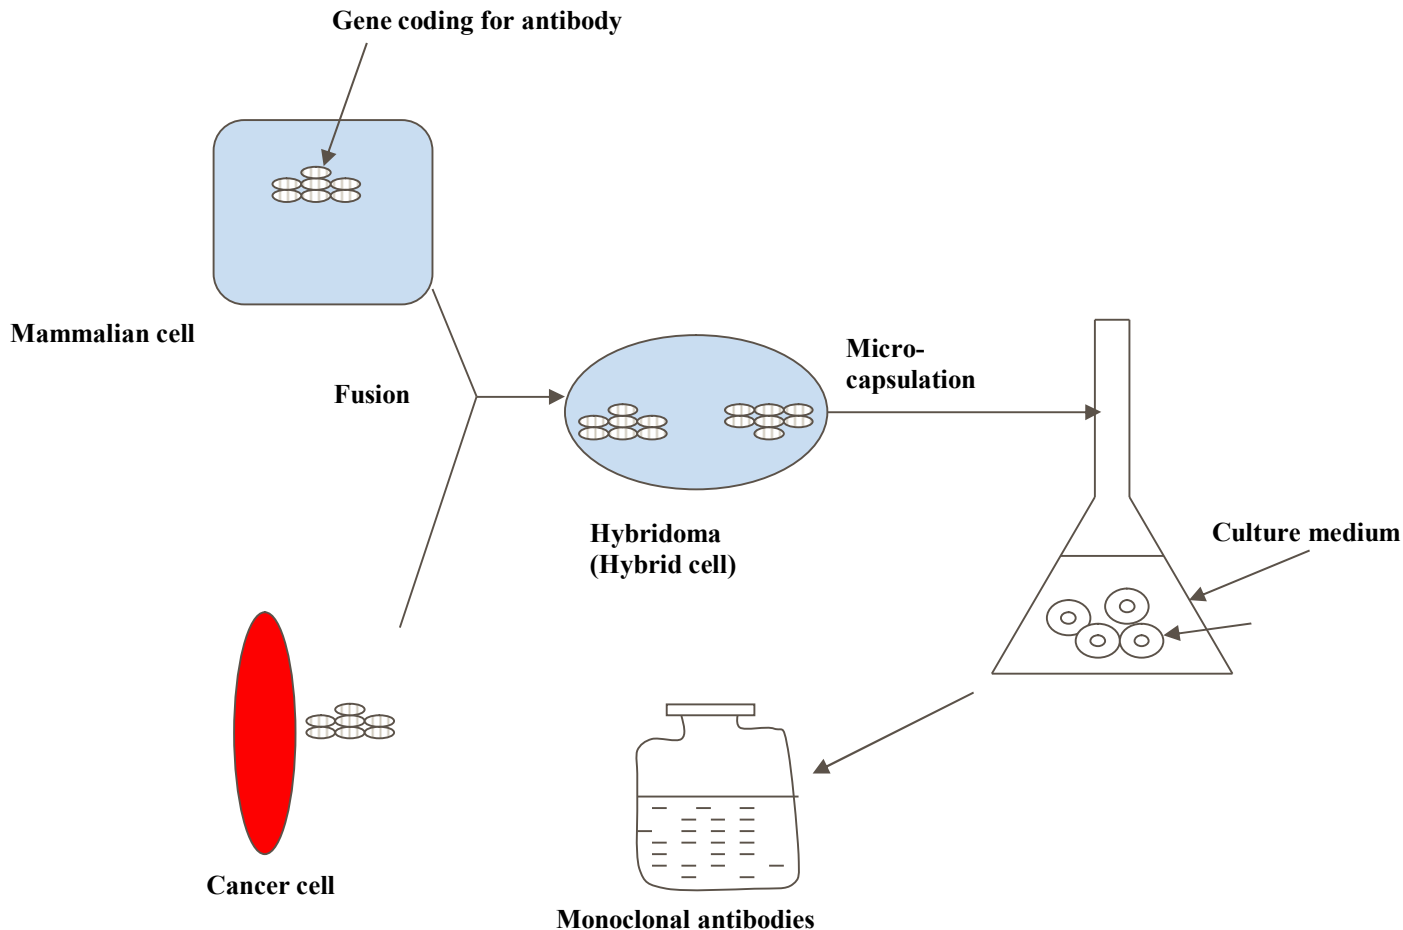 Gene coding for antibody
Mammalian cell
Fusion
Micro-
capsulation
Hybridoma
(Hybrid cell)
Culture medium
Cancer cell
Monoclonal antibodies